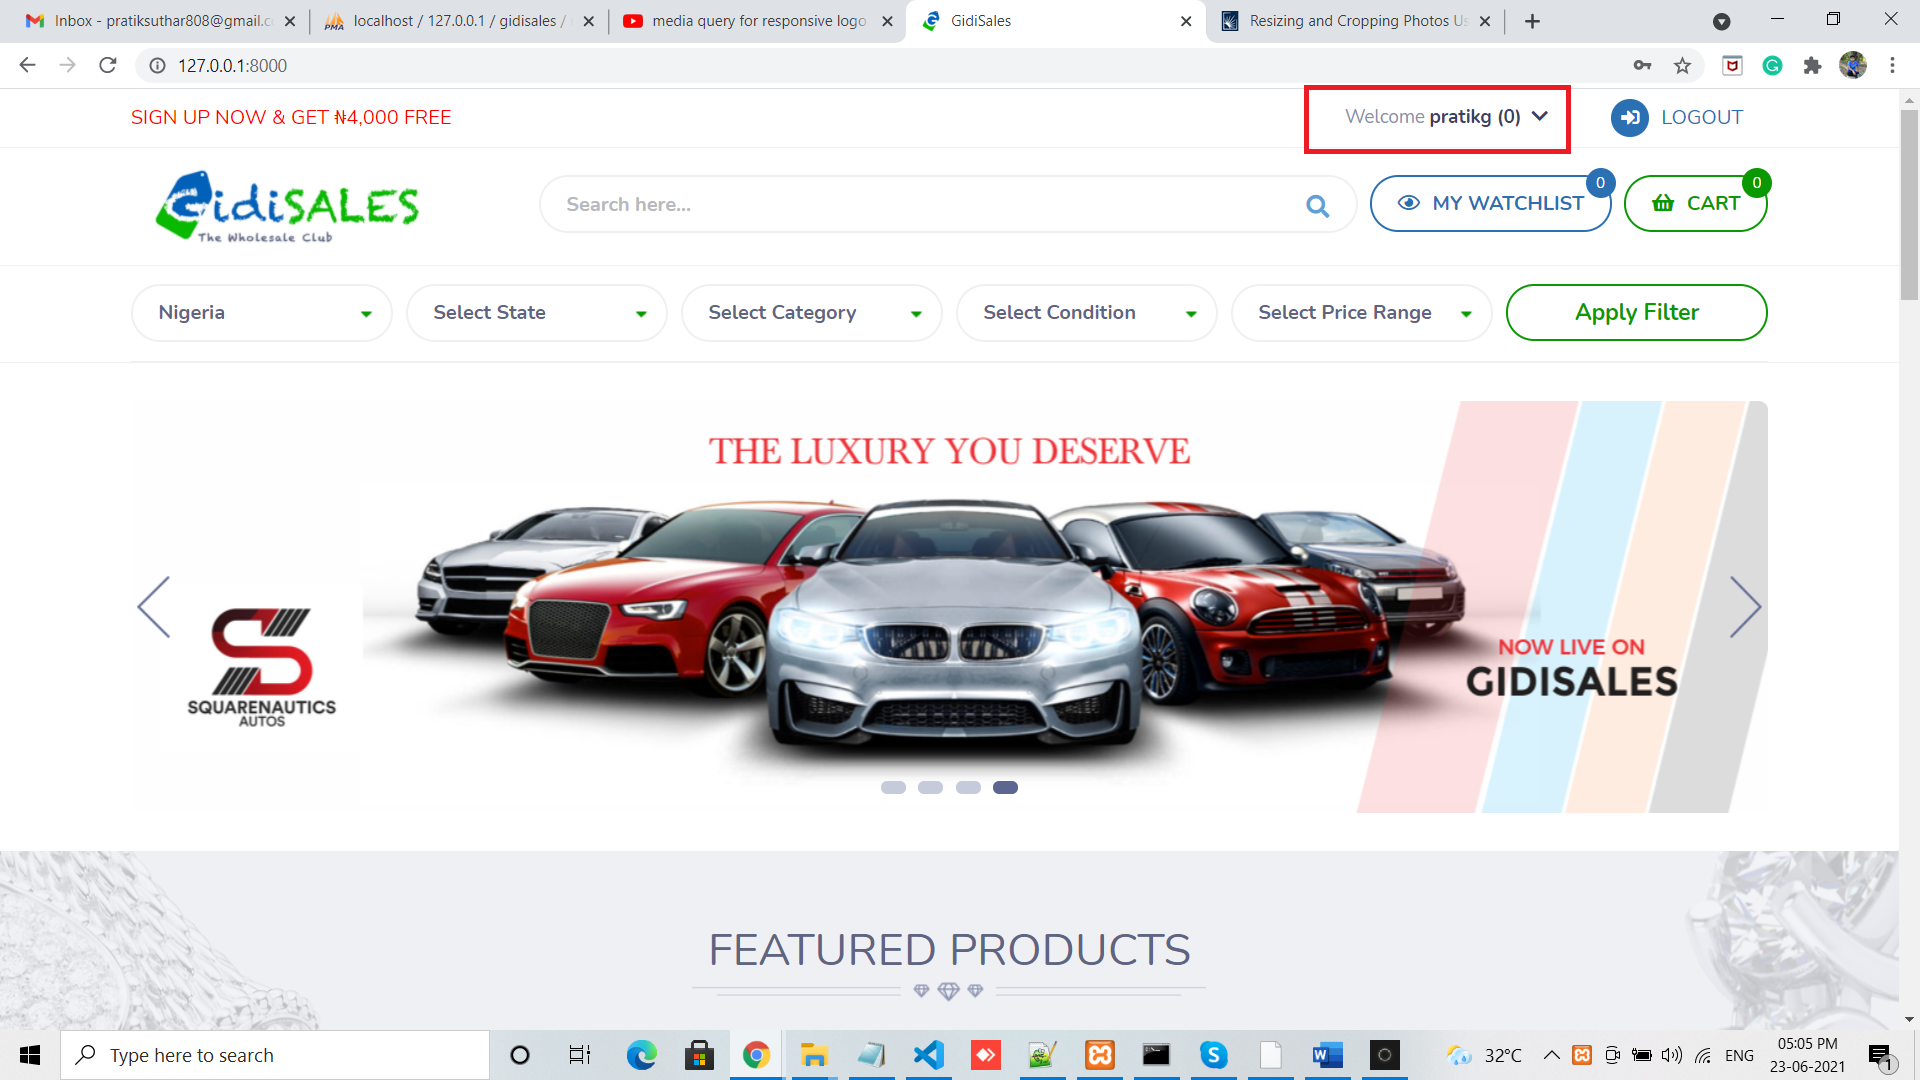 Inbox - pratiksuthar808@gmail.c
localhost / 127.0.0.1 / gidisales /
media query for responsive logo
GidiSales
Resizing and Cropping Photos Us
127.0.0.1:8000
SIGN UP NOW & GET ₦4,000 FREE
Welcome pratikg (0)
LOGOUT
GidiSALES
The Wholesale Club
Search here...
MY WATCHLIST
0
CART
0
Nigeria
Select State
Select Category
Select Condition
Select Price Range
Apply Filter
THE LUXURY YOU DESERVE
SQUARENAUTICS
AUTOS
NOW LIVE ON
GIDISALES
FEATURED PRODUCTS
Type here to search
32°C
ENG
05:05 PM
23-06-2021
1